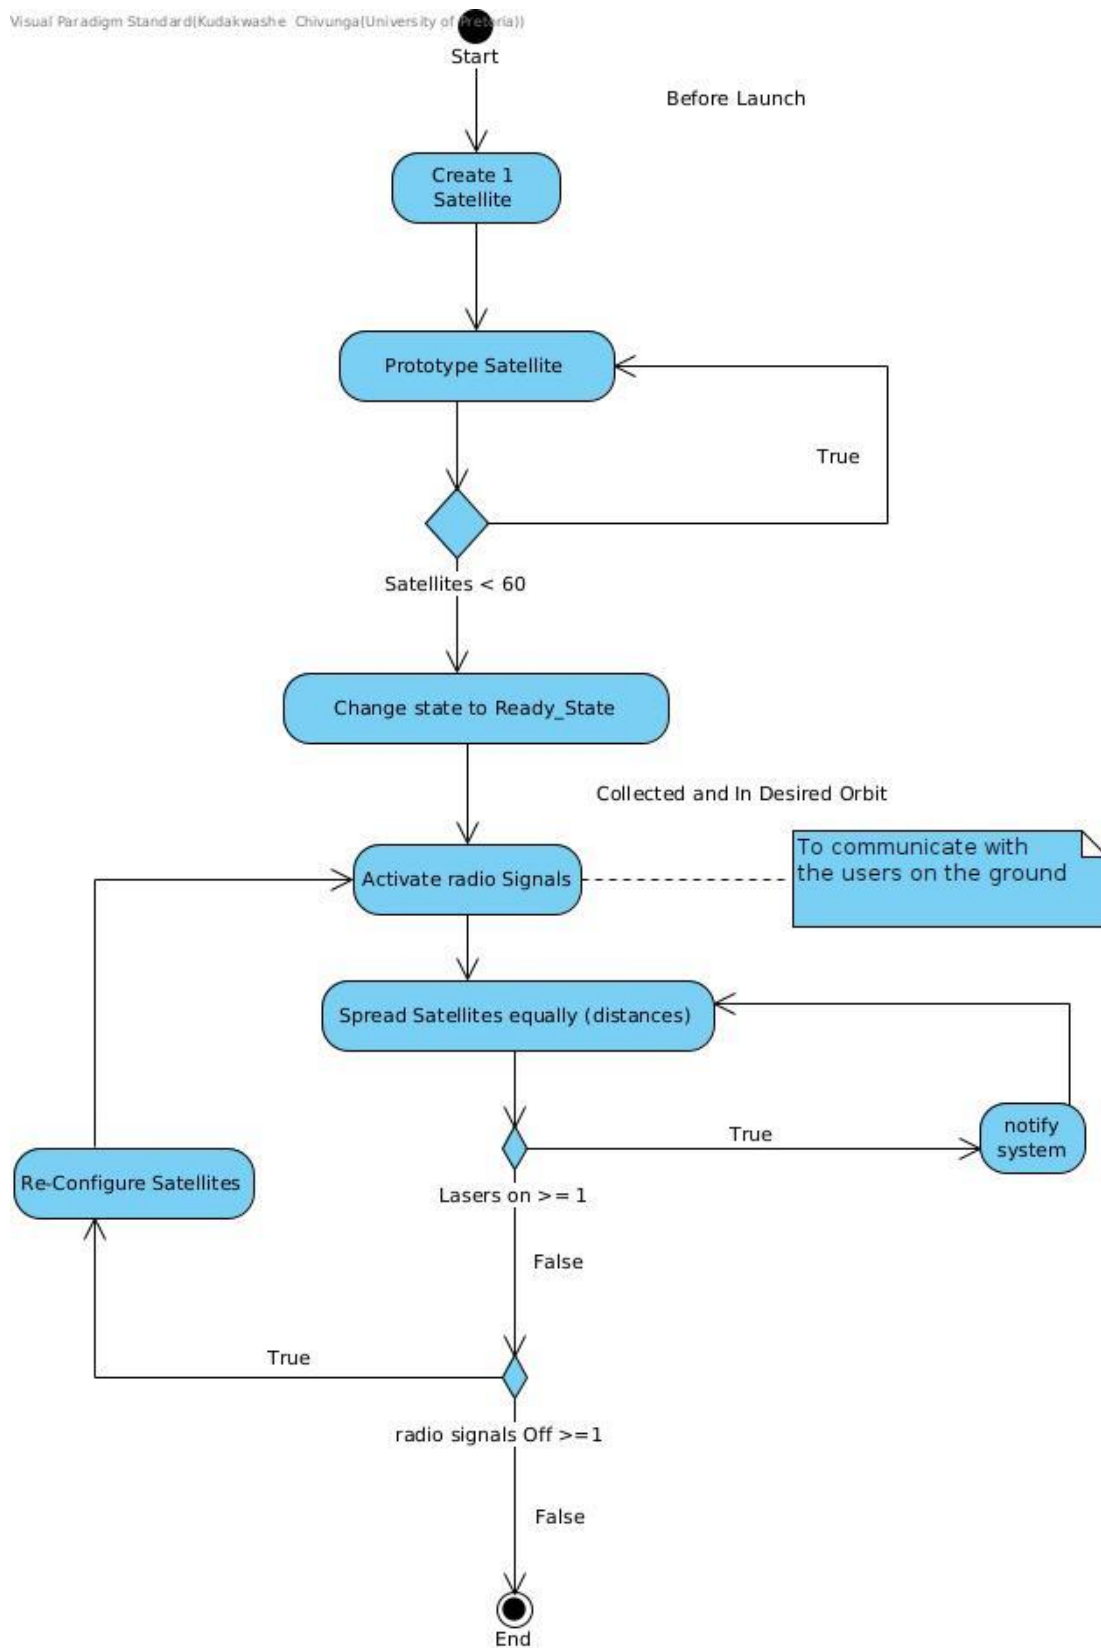 Visual Paradigm Standard(Kudakwashe Chivunga(University of Pretoria))
Start
Before Launch
Create 1
Satellite
Prototype Satellite
True
Satellites < 60
Change state to Ready_State
Collected and In Desired Orbit
To communicate with
the users on the ground
Activate radio Signals
Spread Satellites equally (distances)
notify
system
True
Re-Configure Satellites
Lasers on >= 1
False
True
radio signals Off >=1
False
End